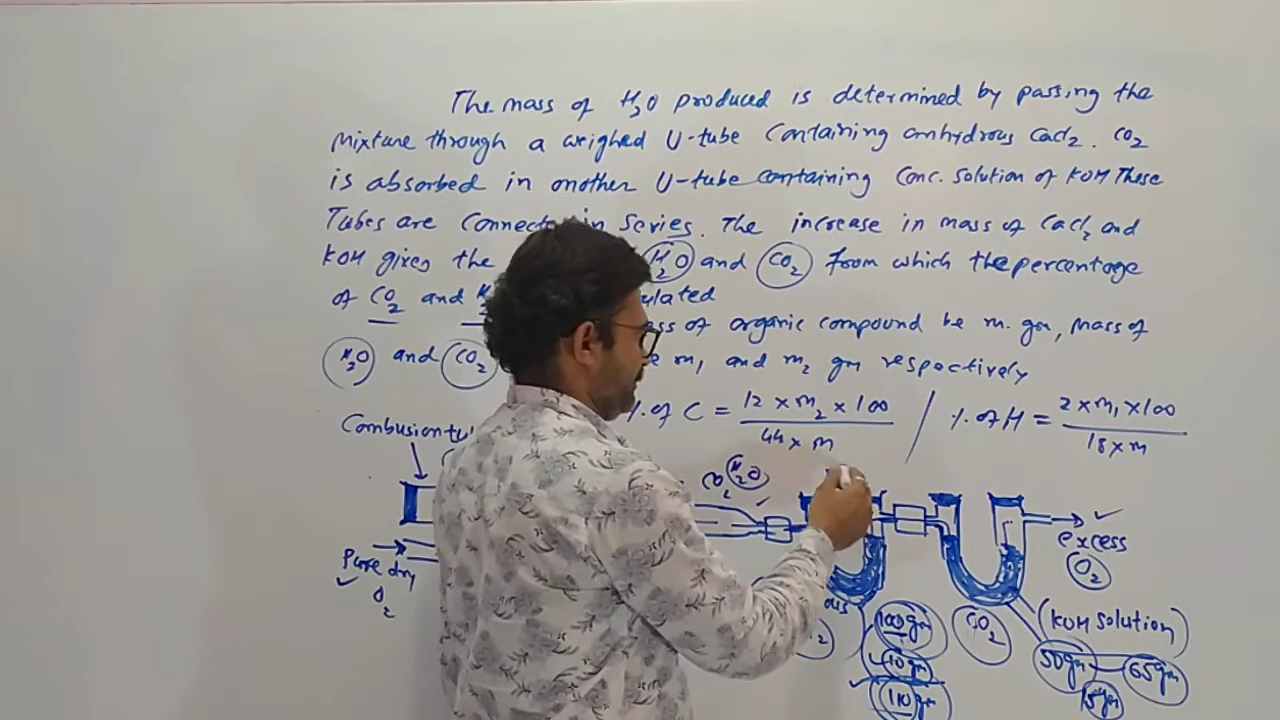 The mass of H2O produced is determined by passing the
mixture through a weighed U-tube containing anhydrous CaCl2. CO2
is absorbed in another U-tube containing Conc. solution of KOH These
Tubes are in Series. The increase in mass of CaCl2 and
KOH gives the H2O and CO2 from which the percentage
of CO2 and
of organic compound be m. gm, Mass of
H2O and CO2 m1 and m2 gm respectively
% of C = 12 × m2 × 100 / 44 × m / % of H = 2 × m1 × 100 / 18 × m
Combusion
CO2 H2O
excess
O2
Pure dry
O2
100gm
10gm
110gm
CO2
(KOH solution)
50gm 65gm
15gm